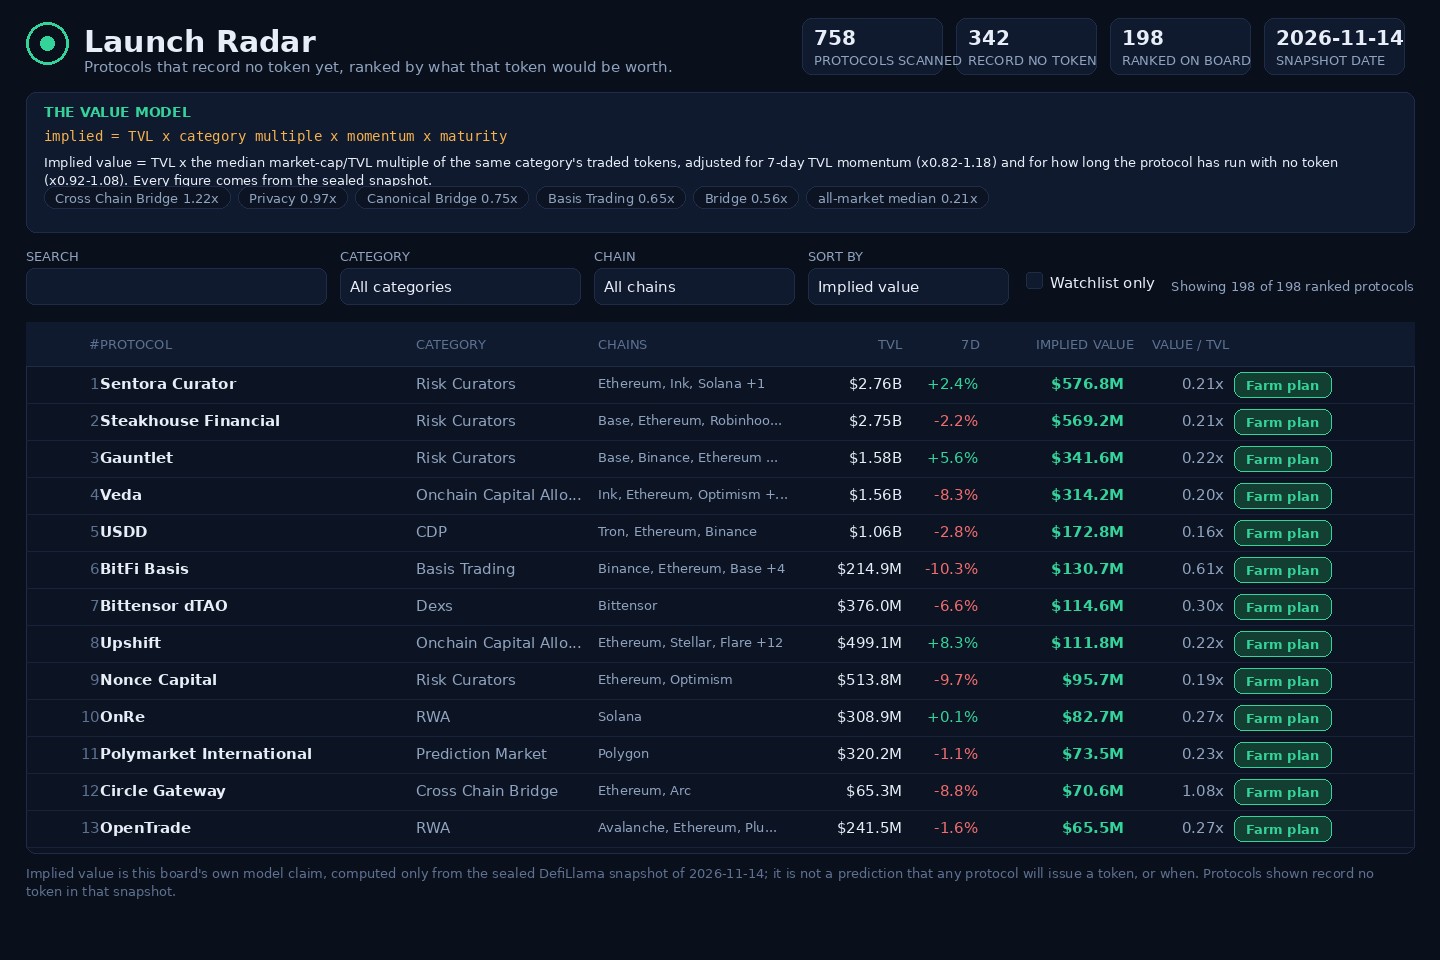 Launch Radar
Protocols that record no token yet, ranked by what that token would be worth.
758
PROTOCOLS SCANNED
342
RECORD NO TOKEN
198
RANKED ON BOARD
2026-11-14
SNAPSHOT DATE
THE VALUE MODEL
implied = TVL x category multiple x momentum x maturity
Implied value = TVL x the median market-cap/TVL multiple of the same category's traded tokens, adjusted for 7-day TVL momentum (x0.82-1.18) and for how long the protocol has run with no token
(x0.92-1.08). Every figure comes from the sealed snapshot.
Cross Chain Bridge 1.22x Privacy 0.97x Canonical Bridge 0.75x Basis Trading 0.65x Bridge 0.56x all-market median 0.21x
SEARCH CATEGORY CHAIN SORT BY
All categories All chains Implied value Watchlist only Showing 198 of 198 ranked protocols
# PROTOCOL CATEGORY CHAINS TVL 7D IMPLIED VALUE VALUE / TVL
1 Sentora Curator Risk Curators Ethereum, Ink, Solana +1 $2.76B +2.4% $576.8M 0.21x Farm plan
2 Steakhouse Financial Risk Curators Base, Ethereum, Robinhoo... $2.75B -2.2% $569.2M 0.21x Farm plan
3 Gauntlet Risk Curators Base, Binance, Ethereum ... $1.58B +5.6% $341.6M 0.22x Farm plan
4 Veda Onchain Capital Allo... Ink, Ethereum, Optimism +... $1.56B -8.3% $314.2M 0.20x Farm plan
5 USDD CDP Tron, Ethereum, Binance $1.06B -2.8% $172.8M 0.16x Farm plan
6 BitFi Basis Basis Trading Binance, Ethereum, Base +4 $214.9M -10.3% $130.7M 0.61x Farm plan
7 Bittensor dTAO Dexs Bittensor $376.0M -6.6% $114.6M 0.30x Farm plan
8 Upshift Onchain Capital Allo... Ethereum, Stellar, Flare +12 $499.1M +8.3% $111.8M 0.22x Farm plan
9 Nonce Capital Risk Curators Ethereum, Optimism $513.8M -9.7% $95.7M 0.19x Farm plan
10 OnRe RWA Solana $308.9M +0.1% $82.7M 0.27x Farm plan
11 Polymarket International Prediction Market Polygon $320.2M -1.1% $73.5M 0.23x Farm plan
12 Circle Gateway Cross Chain Bridge Ethereum, Arc $65.3M -8.8% $70.6M 1.08x Farm plan
13 OpenTrade RWA Avalanche, Ethereum, Plu... $241.5M -1.6% $65.5M 0.27x Farm plan
Implied value is this board's own model claim, computed only from the sealed DefiLlama snapshot of 2026-11-14; it is not a prediction that any protocol will issue a token, or when. Protocols shown record no
token in that snapshot.